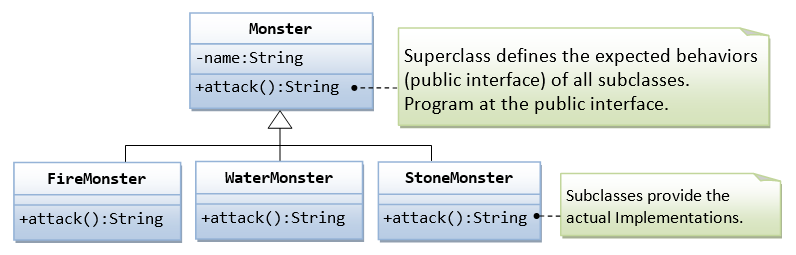 Monster
-name:String
+attack():String
Superclass defines the expected behaviors
(public interface) of all subclasses.
Program at the public interface.
FireMonster
+attack():String
WaterMonster
+attack():String
StoneMonster
+attack():String
Subclasses provide the
actual Implementations.